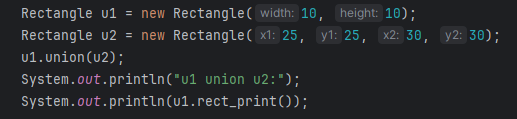 Rectangle u1 = new Rectangle( width: 10, height: 10);
Rectangle u2 = new Rectangle( x1: 25, y1: 25, x2: 30, y2: 30);
u1.union(u2);
System.out.println("u1 union u2:");
System.out.println(u1.rect_print());